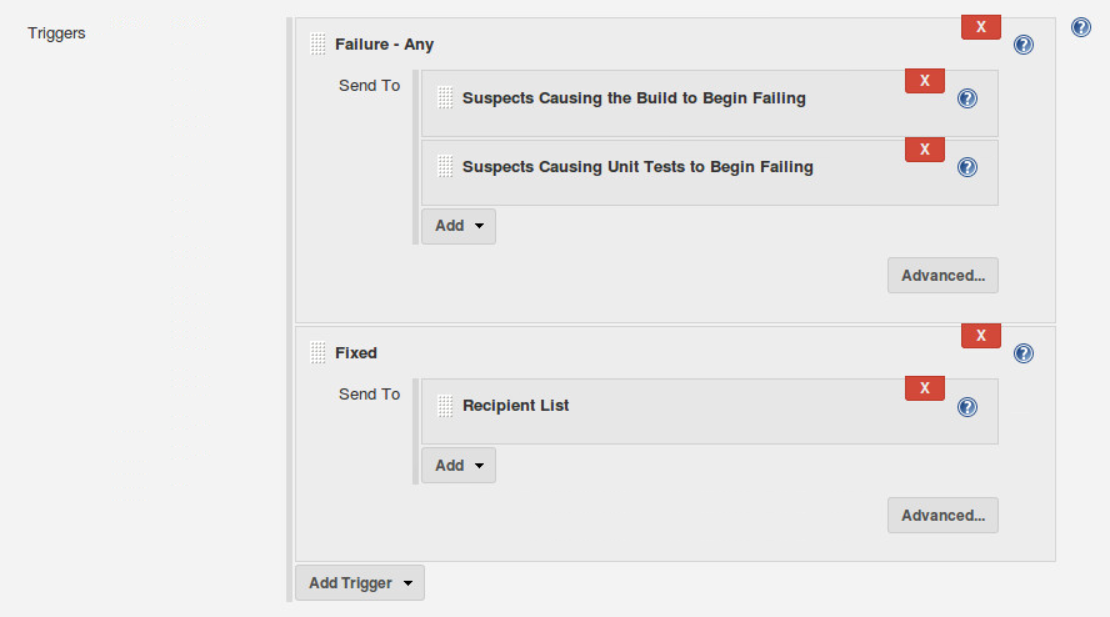 Triggers
X
Failure - Any
?
?
Send To
X
Suspects Causing the Build to Begin Failing
?
X
Suspects Causing Unit Tests to Begin Failing
?
Add
Advanced...
X
Fixed
?
Send To
X
Recipient List
?
Add
Advanced...
Add Trigger